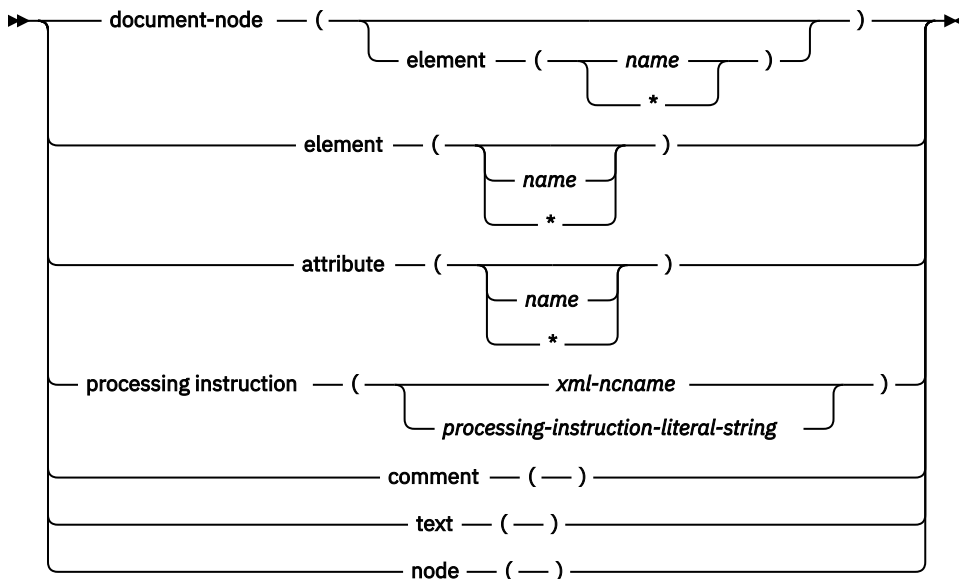 document-node ( )
element ( name )
*
element ( )
name
*
attribute ( )
name
*
processing instruction ( xml-ncname )
processing-instruction-literal-string
comment ( )
text ( )
node ( )